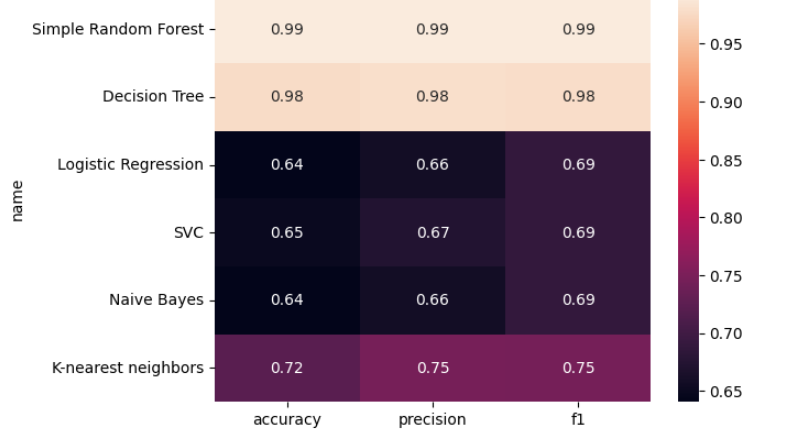 Simple Random Forest 0.99 0.99 0.99
Decision Tree 0.98 0.98 0.98
Logistic Regression 0.64 0.66 0.69
SVC 0.65 0.67 0.69
Naive Bayes 0.64 0.66 0.69
K-nearest neighbors 0.72 0.75 0.75
accuracy precision f1
name
0.95
0.90
0.85
0.80
0.75
0.70
0.65